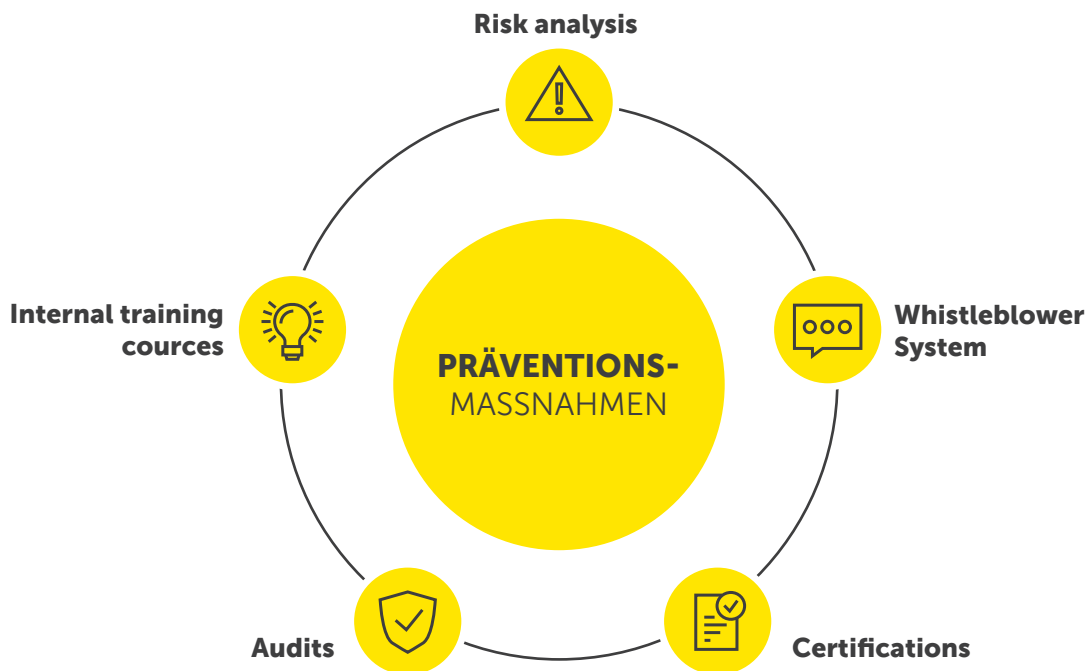 Risk analysis
Internal training
cources
Whistleblower
System
PRÄVENTIONS-
MASSNAHMEN
Audits
Certifications